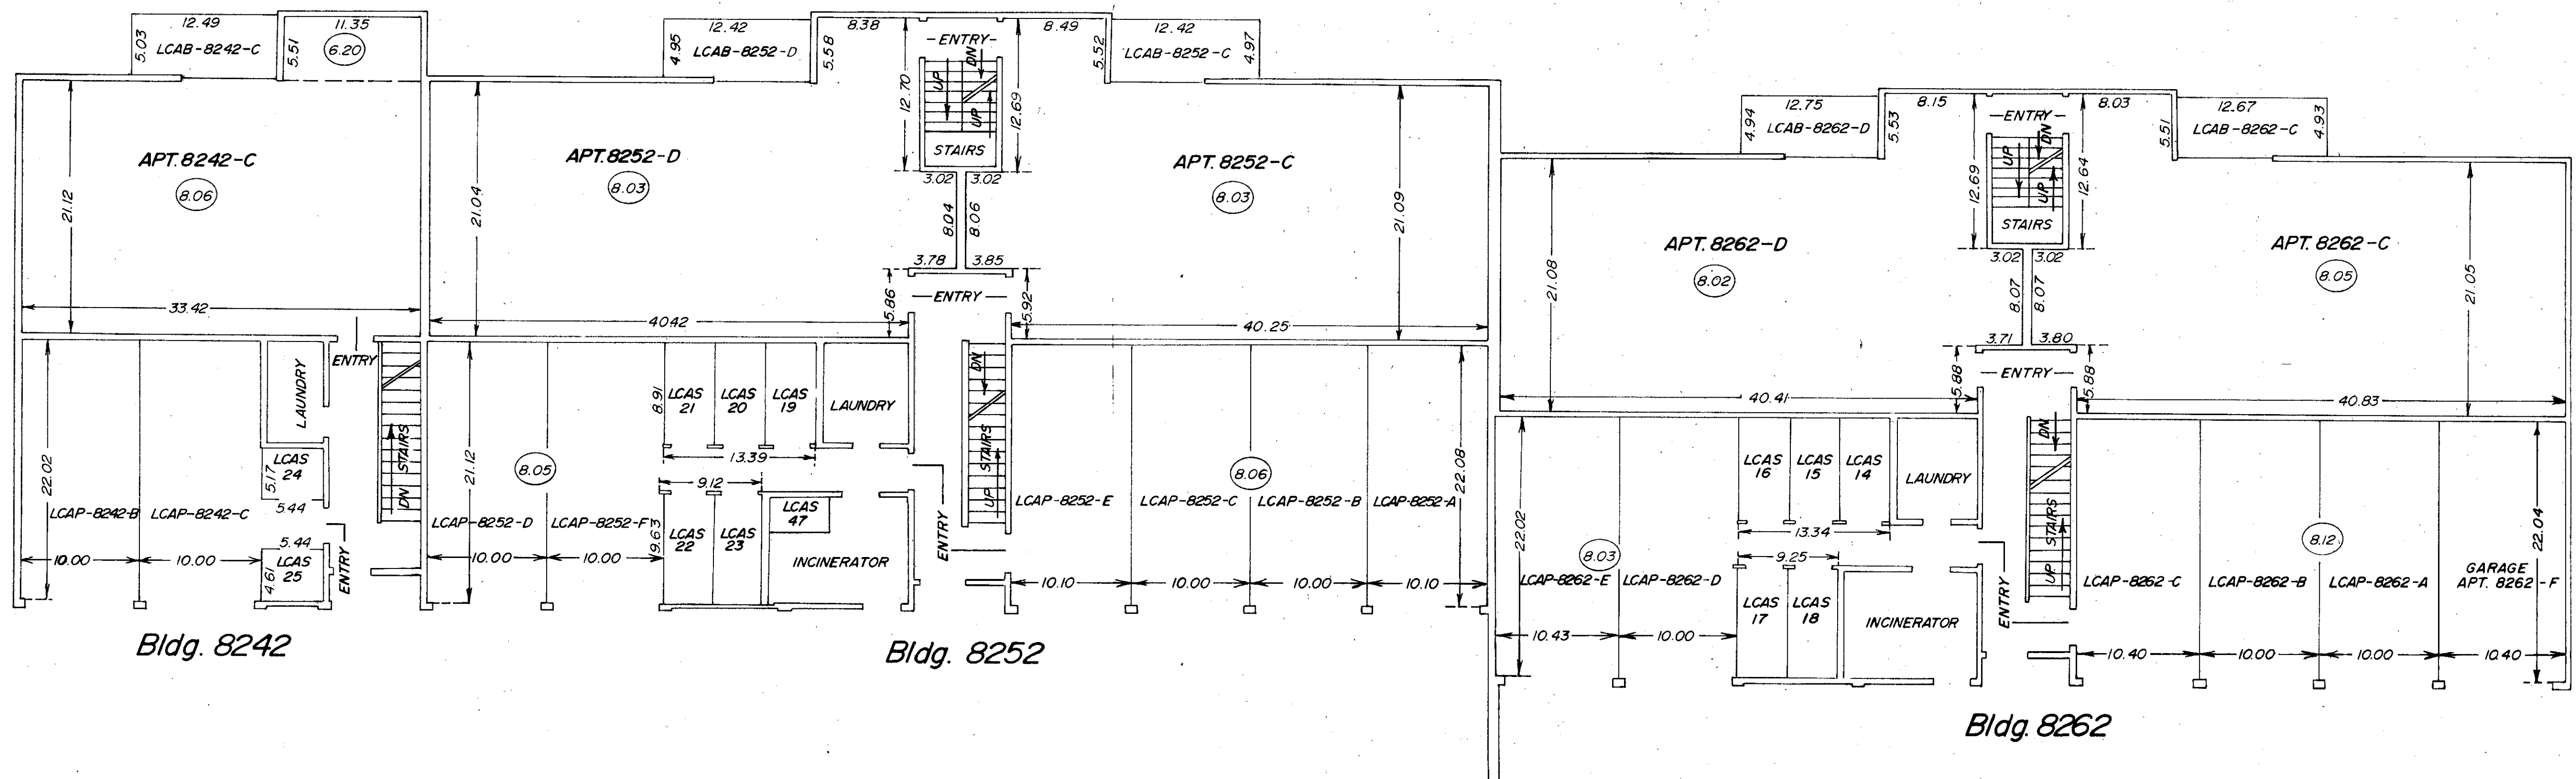 12.49
5.03
LCAB-8242-C
5.51
11.35
6.20
APT. 8242-C
8.06
21.12
33.42
ENTRY
LAUNDRY
22.02
LCAS
24
5.17
5.44
LCAP-8242-B
LCAP-8242-C
10.00
10.00
5.44
LCAS
25
4.61
ENTRY
STAIRS
DN
Bldg. 8242
12.42
4.95
LCAB-8252-D
5.58
8.38
-ENTRY-
8.49
5.52
12.42
LCAB-8252-C
4.97
12.70
UP
DN
UP
12.69
STAIRS
APT. 8252-D
8.03
21.04
3.02
3.02
8.04
8.06
APT. 8252-C
8.03
21.09
3.78
3.85
ENTRY
5.86
5.92
4042
40.25
21.12
8.05
8.91
LCAS
21
LCAS
20
LCAS
19
LAUNDRY
13.39
9.12
LCAP-8252-D
LCAP-8252-F
9.63
LCAS
22
LCAS
23
LCAS
47
INCINERATOR
10.00
10.00
ENTRY
DN
STAIRS
UP
8.06
22.08
LCAP-8252-E
LCAP-8252-C
LCAP-8252-B
LCAP-8252-A
10.10
10.00
10.00
10.10
Bldg. 8252
12.75
4.94
LCAB-8262-D
5.53
8.15
ENTRY
8.03
5.51
12.67
LCAB-8262-C
4.93
12.69
UP
DN
UP
12.64
STAIRS
APT. 8262-D
8.02
21.08
3.02
3.02
8.07
8.07
APT. 8262-C
8.05
21.05
3.71
3.80
ENTRY
5.88
5.88
40.41
40.83
22.02
8.03
LCAS
16
LCAS
15
LCAS
14
LAUNDRY
13.34
9.25
LCAP-8262-E
LCAP-8262-D
LCAS
17
LCAS
18
INCINERATOR
10.43
10.00
ENTRY
DN
STAIRS
UP
8.12
22.04
LCAP-8262-C
LCAP-8262-B
LCAP-8262-A
GARAGE
APT. 8262-F
10.40
10.00
10.00
10.40
Bldg. 8262